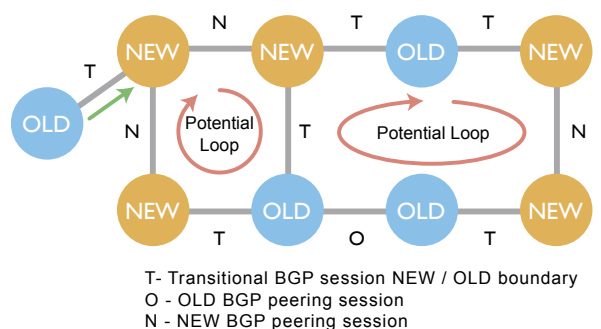 N T T
NEW NEW OLD NEW
T
OLD
N Potential Loop T Potential Loop N
NEW OLD OLD NEW
T O T
T- Transitional BGP session NEW / OLD boundary
O - OLD BGP peering session
N - NEW BGP peering session